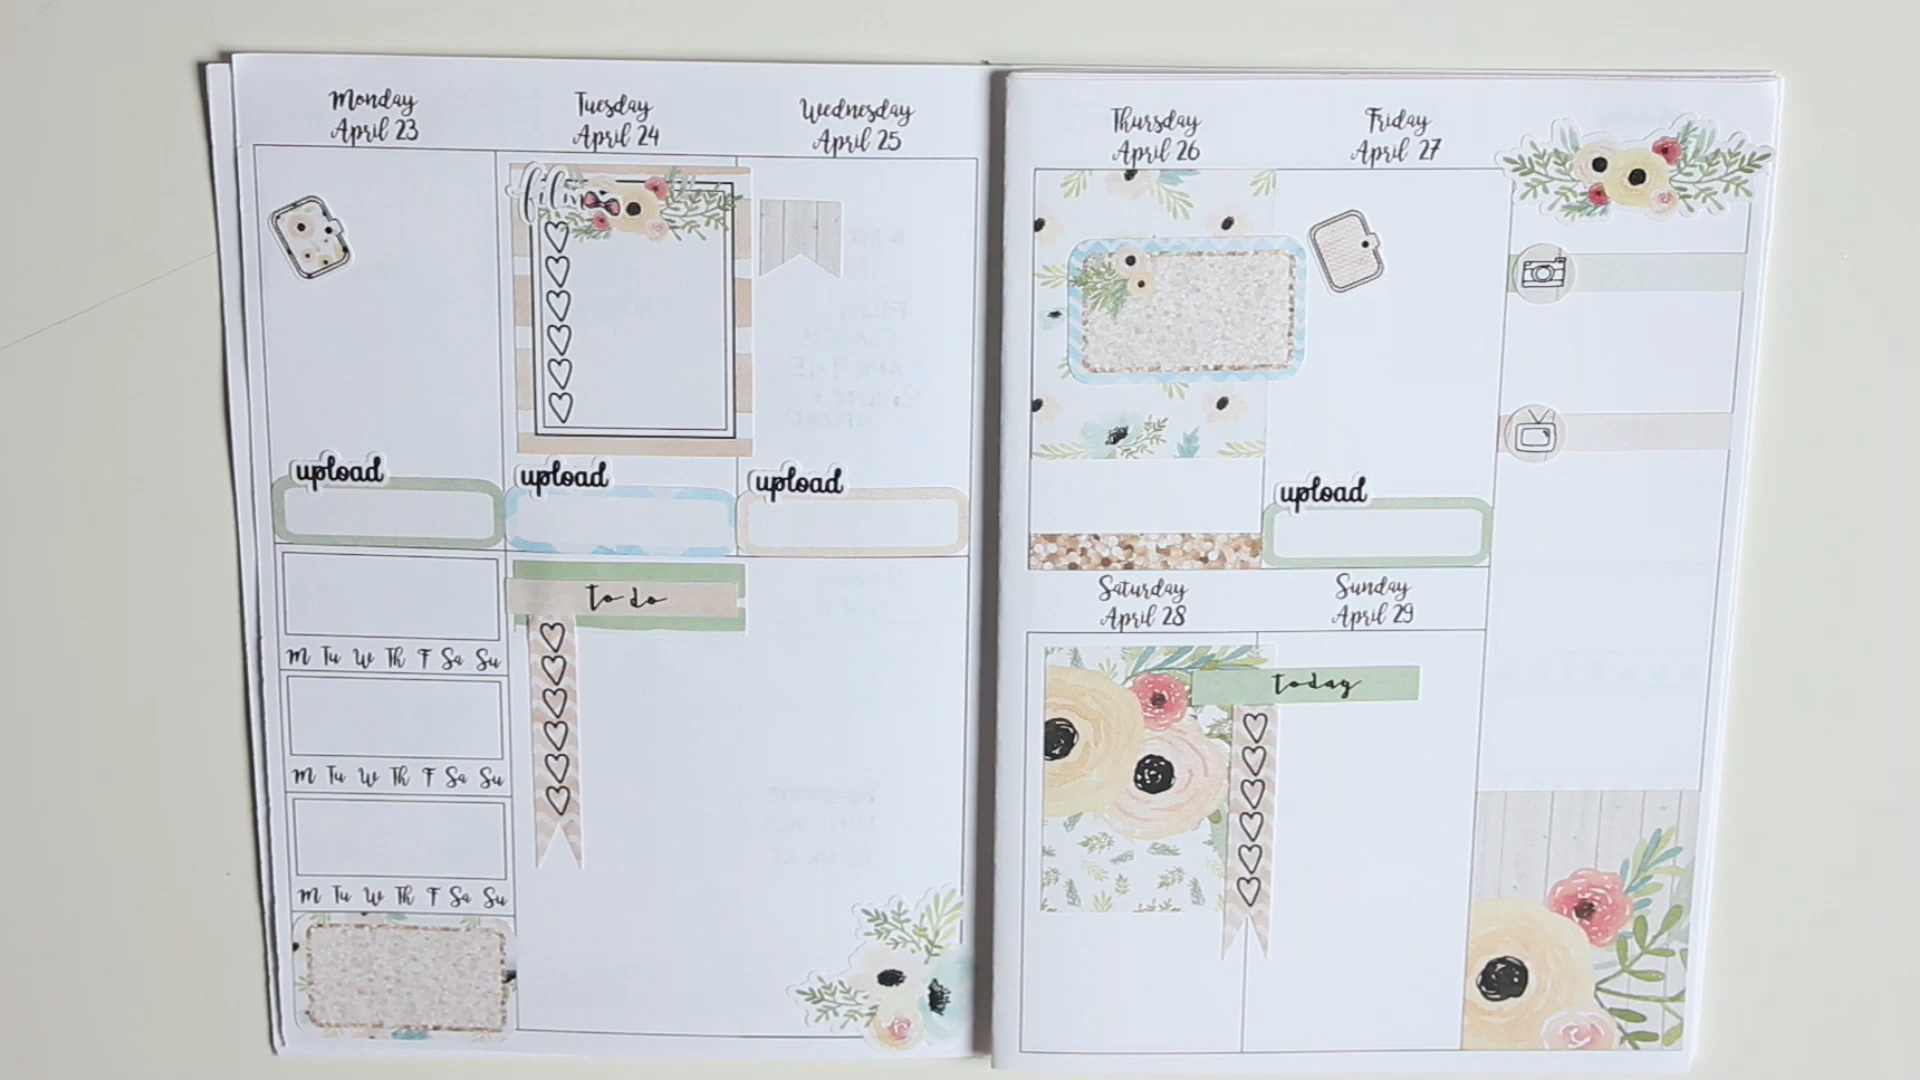 Monday
April 23
Tuesday
April 24
Wednesday
April 25
film
upload
upload
upload
M Tu W Th F Sa Su
M Tu W Th F Sa Su
M Tu W Th F Sa Su
to do
Thursday
April 26
Friday
April 27
upload
Saturday
April 28
Sunday
April 29
today